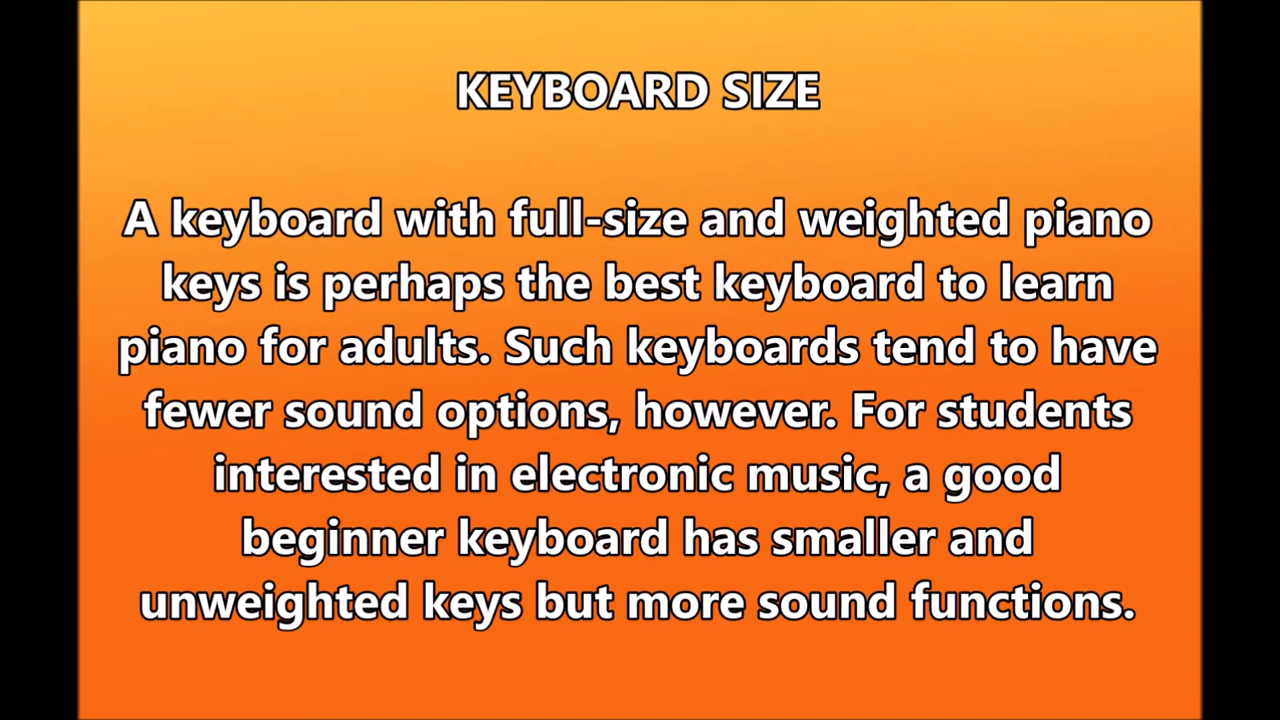 KEYBOARD SIZE
A keyboard with full-size and weighted piano
keys is perhaps the best keyboard to learn
piano for adults. Such keyboards tend to have
fewer sound options, however. For students
interested in electronic music, a good
beginner keyboard has smaller and
unweighted keys but more sound functions.